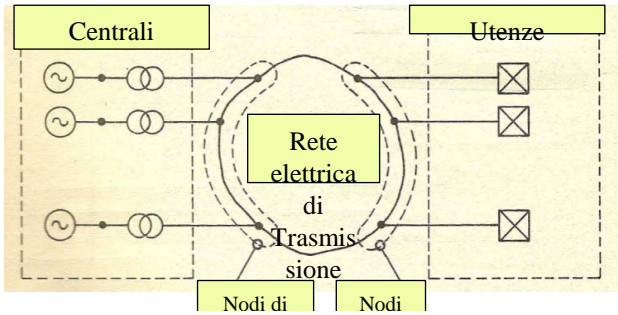 Centrali
Utenze
Rete
elettrica
di
Trasmis
sione
Nodi di
Nodi